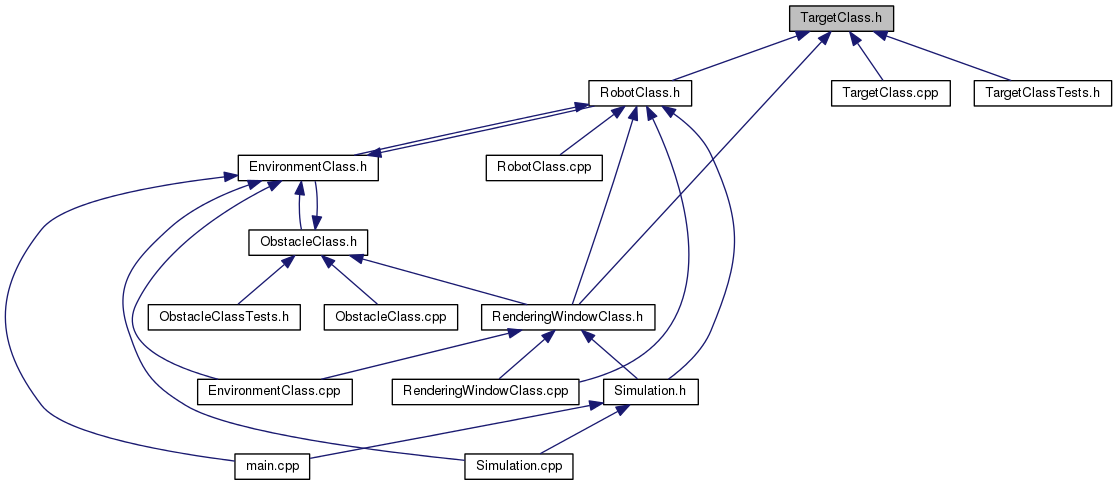 TargetClass.h
RobotClass.h
TargetClass.cpp
TargetClassTests.h
EnvironmentClass.h
RobotClass.cpp
ObstacleClass.h
ObstacleClassTests.h
ObstacleClass.cpp
RenderingWindowClass.h
EnvironmentClass.cpp
RenderingWindowClass.cpp
Simulation.h
main.cpp
Simulation.cpp